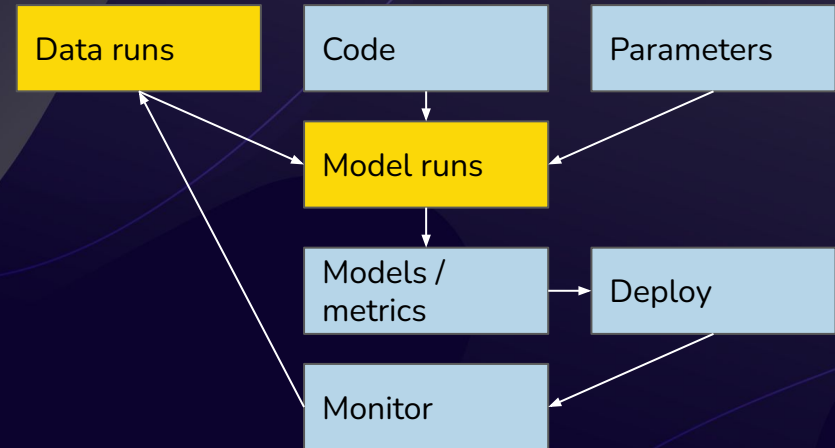 Data runs
Code
Parameters
Model runs
Models /
metrics
Deploy
Monitor